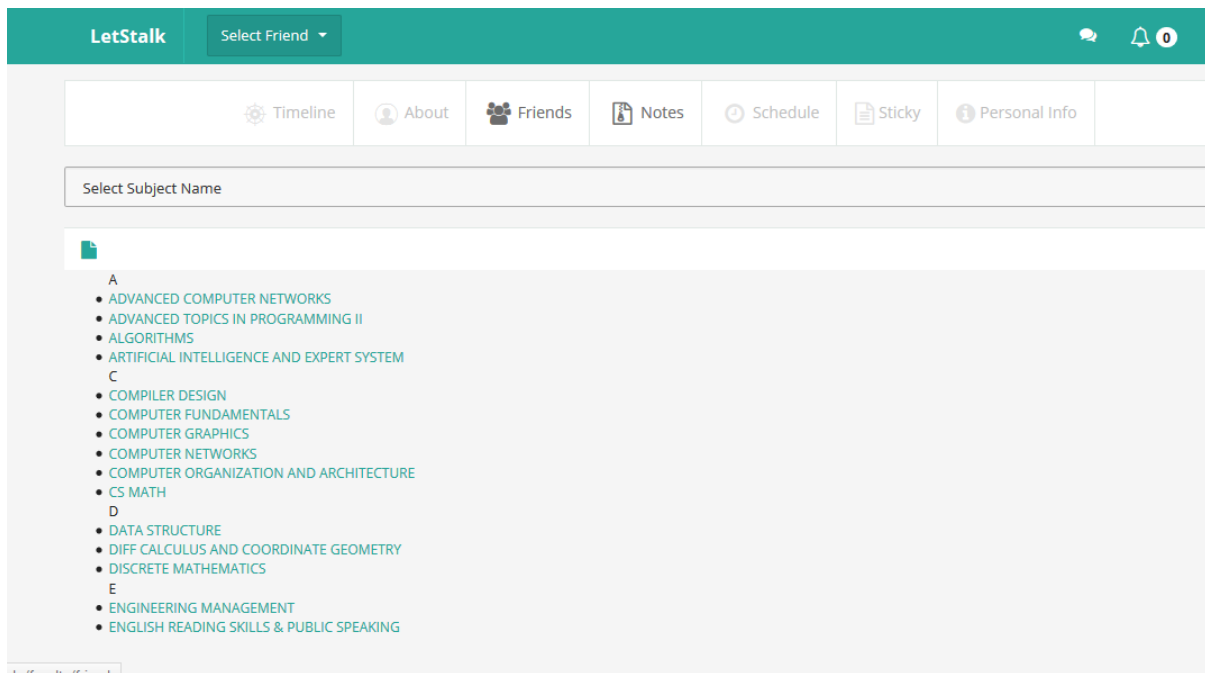 LetStalk Select Friend 0
Timeline About Friends Notes Schedule Sticky Personal Info
Select Subject Name
A
ADVANCED COMPUTER NETWORKS
ADVANCED TOPICS IN PROGRAMMING II
ALGORITHMS
ARTIFICIAL INTELLIGENCE AND EXPERT SYSTEM
C
COMPILER DESIGN
COMPUTER FUNDAMENTALS
COMPUTER GRAPHICS
COMPUTER NETWORKS
COMPUTER ORGANIZATION AND ARCHITECTURE
CS MATH
D
DATA STRUCTURE
DIFF CALCULUS AND COORDINATE GEOMETRY
DISCRETE MATHEMATICS
E
ENGINEERING MANAGEMENT
ENGLISH READING SKILLS & PUBLIC SPEAKING